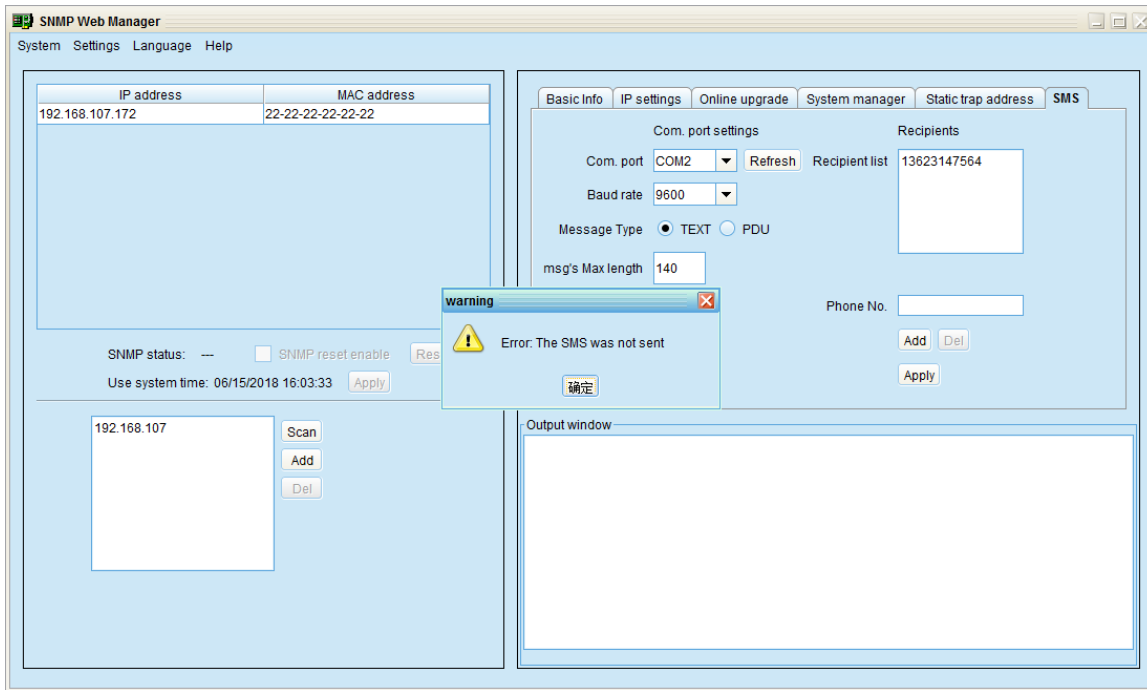 SNMP Web Manager
System Settings Language Help
IP address MAC address
192.168.107.172 22-22-22-22-22-22
SNMP status: --- SNMP reset enable Res
Use system time: 06/15/2018 16:03:33 Apply
192.168.107
Scan
Add
Del
Basic Info IP settings Online upgrade System manager Static trap address SMS
Com. port settings Recipients
Com. port COM2 Refresh Recipient list 13623147564
Baud rate 9600
Message Type TEXT PDU
msg's Max length 140
Phone No.
Add Del
Apply
warning
Error: The SMS was not sent
确定
Output window